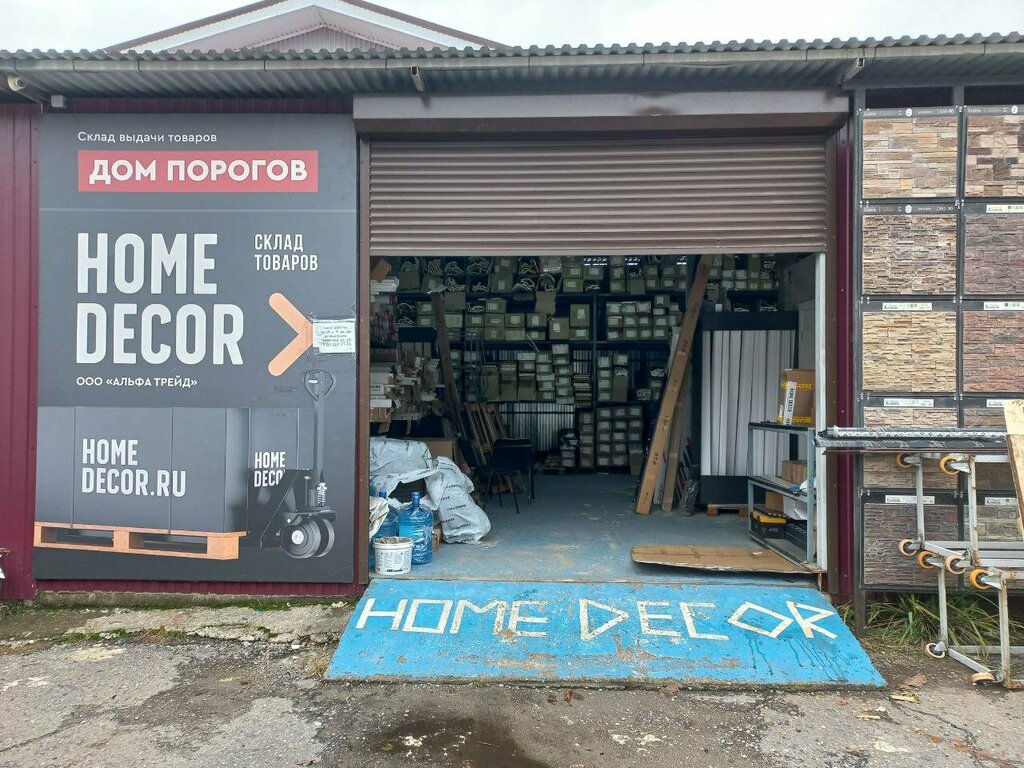 Склад выдачи товаров
ДОМ ПОРОГОВ
HOME
DECOR
СКЛАД
ТОВАРОВ
ООО «АЛЬФА ТРЕЙД»
HOME
DECOR.RU
HOME
DECO
HOME DECOR